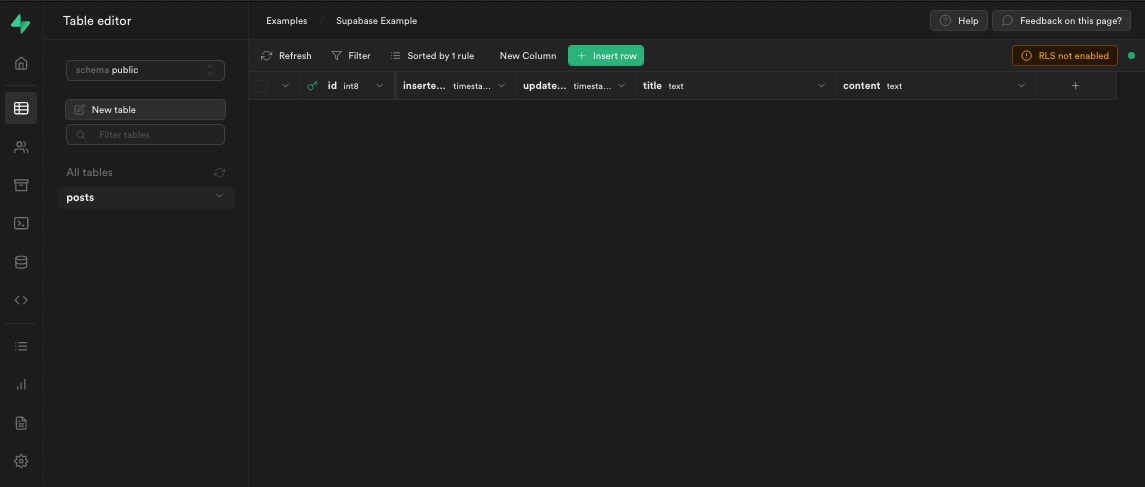 Table editor
Examples / Supabase Example
Help
Feedback on this page?
schema public
New table
Filter tables
All tables
posts
Refresh
Filter
Sorted by 1 rule
New Column
+ Insert row
RLS not enabled
id int8
inserte... timesta...
update... timesta...
title text
content text
+